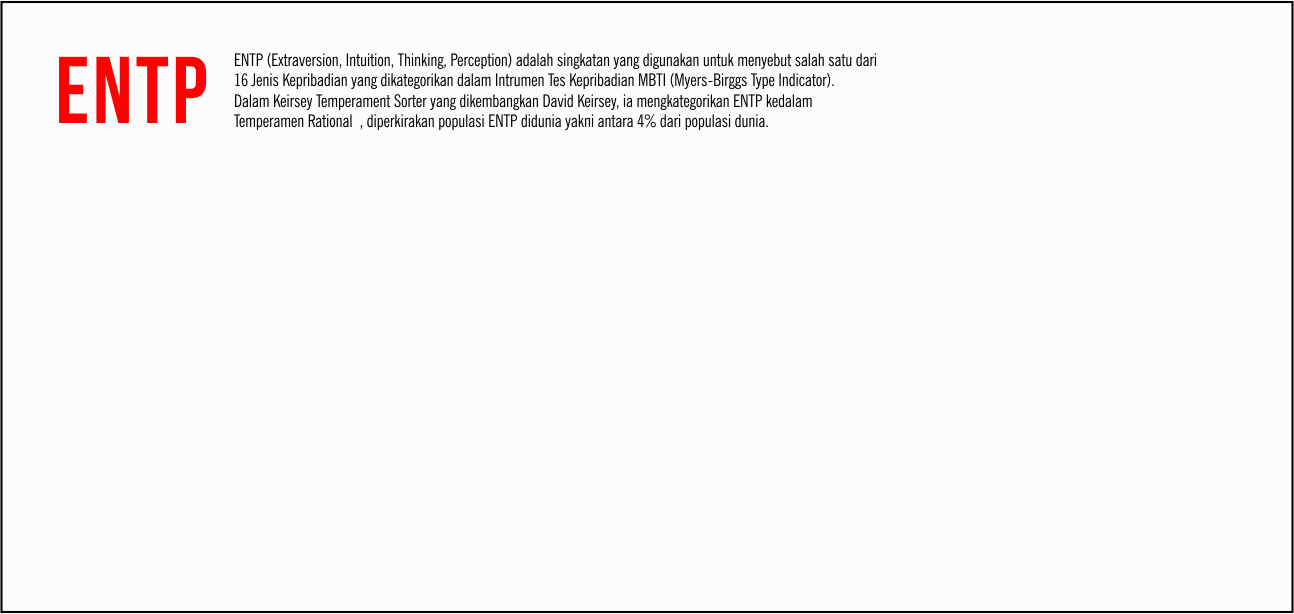 ENTP
ENTP (Extraversion, Intuition, Thinking, Perception) adalah singkatan yang digunakan untuk menyebut salah satu dari
16 Jenis Kepribadian yang dikategorikan dalam Intrumen Tes Kepribadian MBTI (Myers-Birggs Type Indicator).
Dalam Keirsey Temperament Sorter yang dikembangkan David Keirsey, ia mengkategorikan ENTP kedalam
Temperamen Rational , diperkirakan populasi ENTP didunia yakni antara 4% dari populasi dunia.